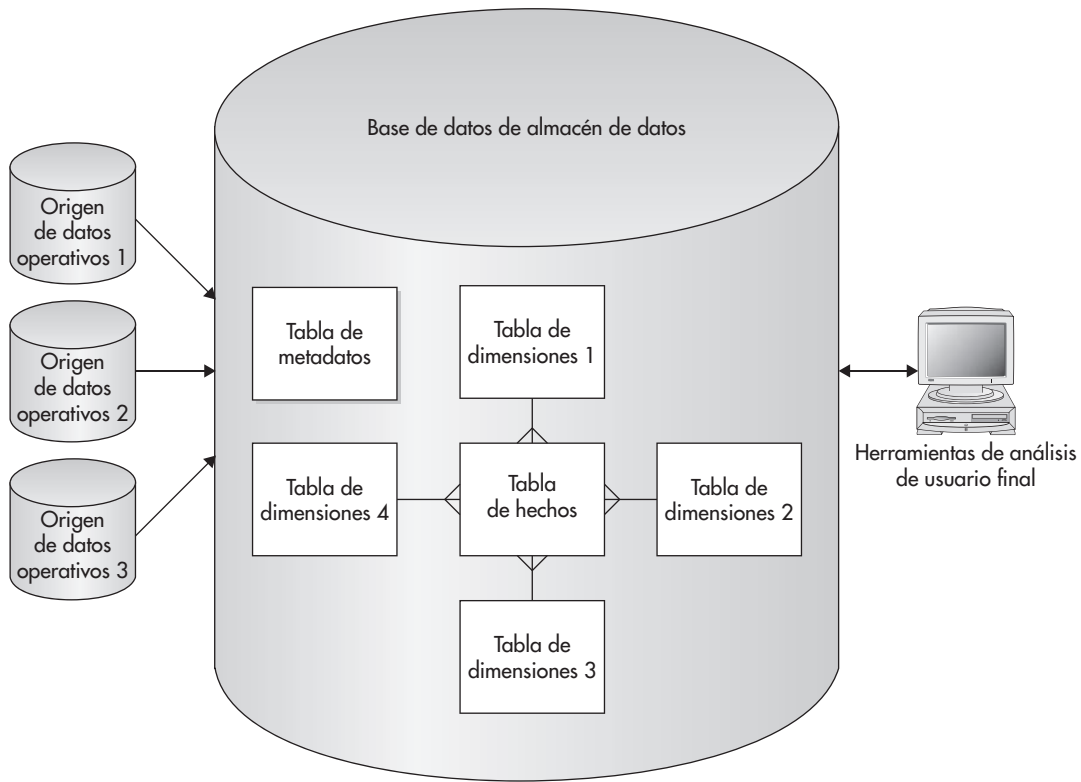 Base de datos de almacén de datos
Origen
de datos
operativos 1
Origen
de datos
operativos 2
Origen
de datos
operativos 3
Tabla de
metadatos
Tabla de
dimensiones 1
Tabla de
dimensiones 4
Tabla
de hechos
Tabla de
dimensiones 2
Tabla de
dimensiones 3
Herramientas de análisis
de usuario final